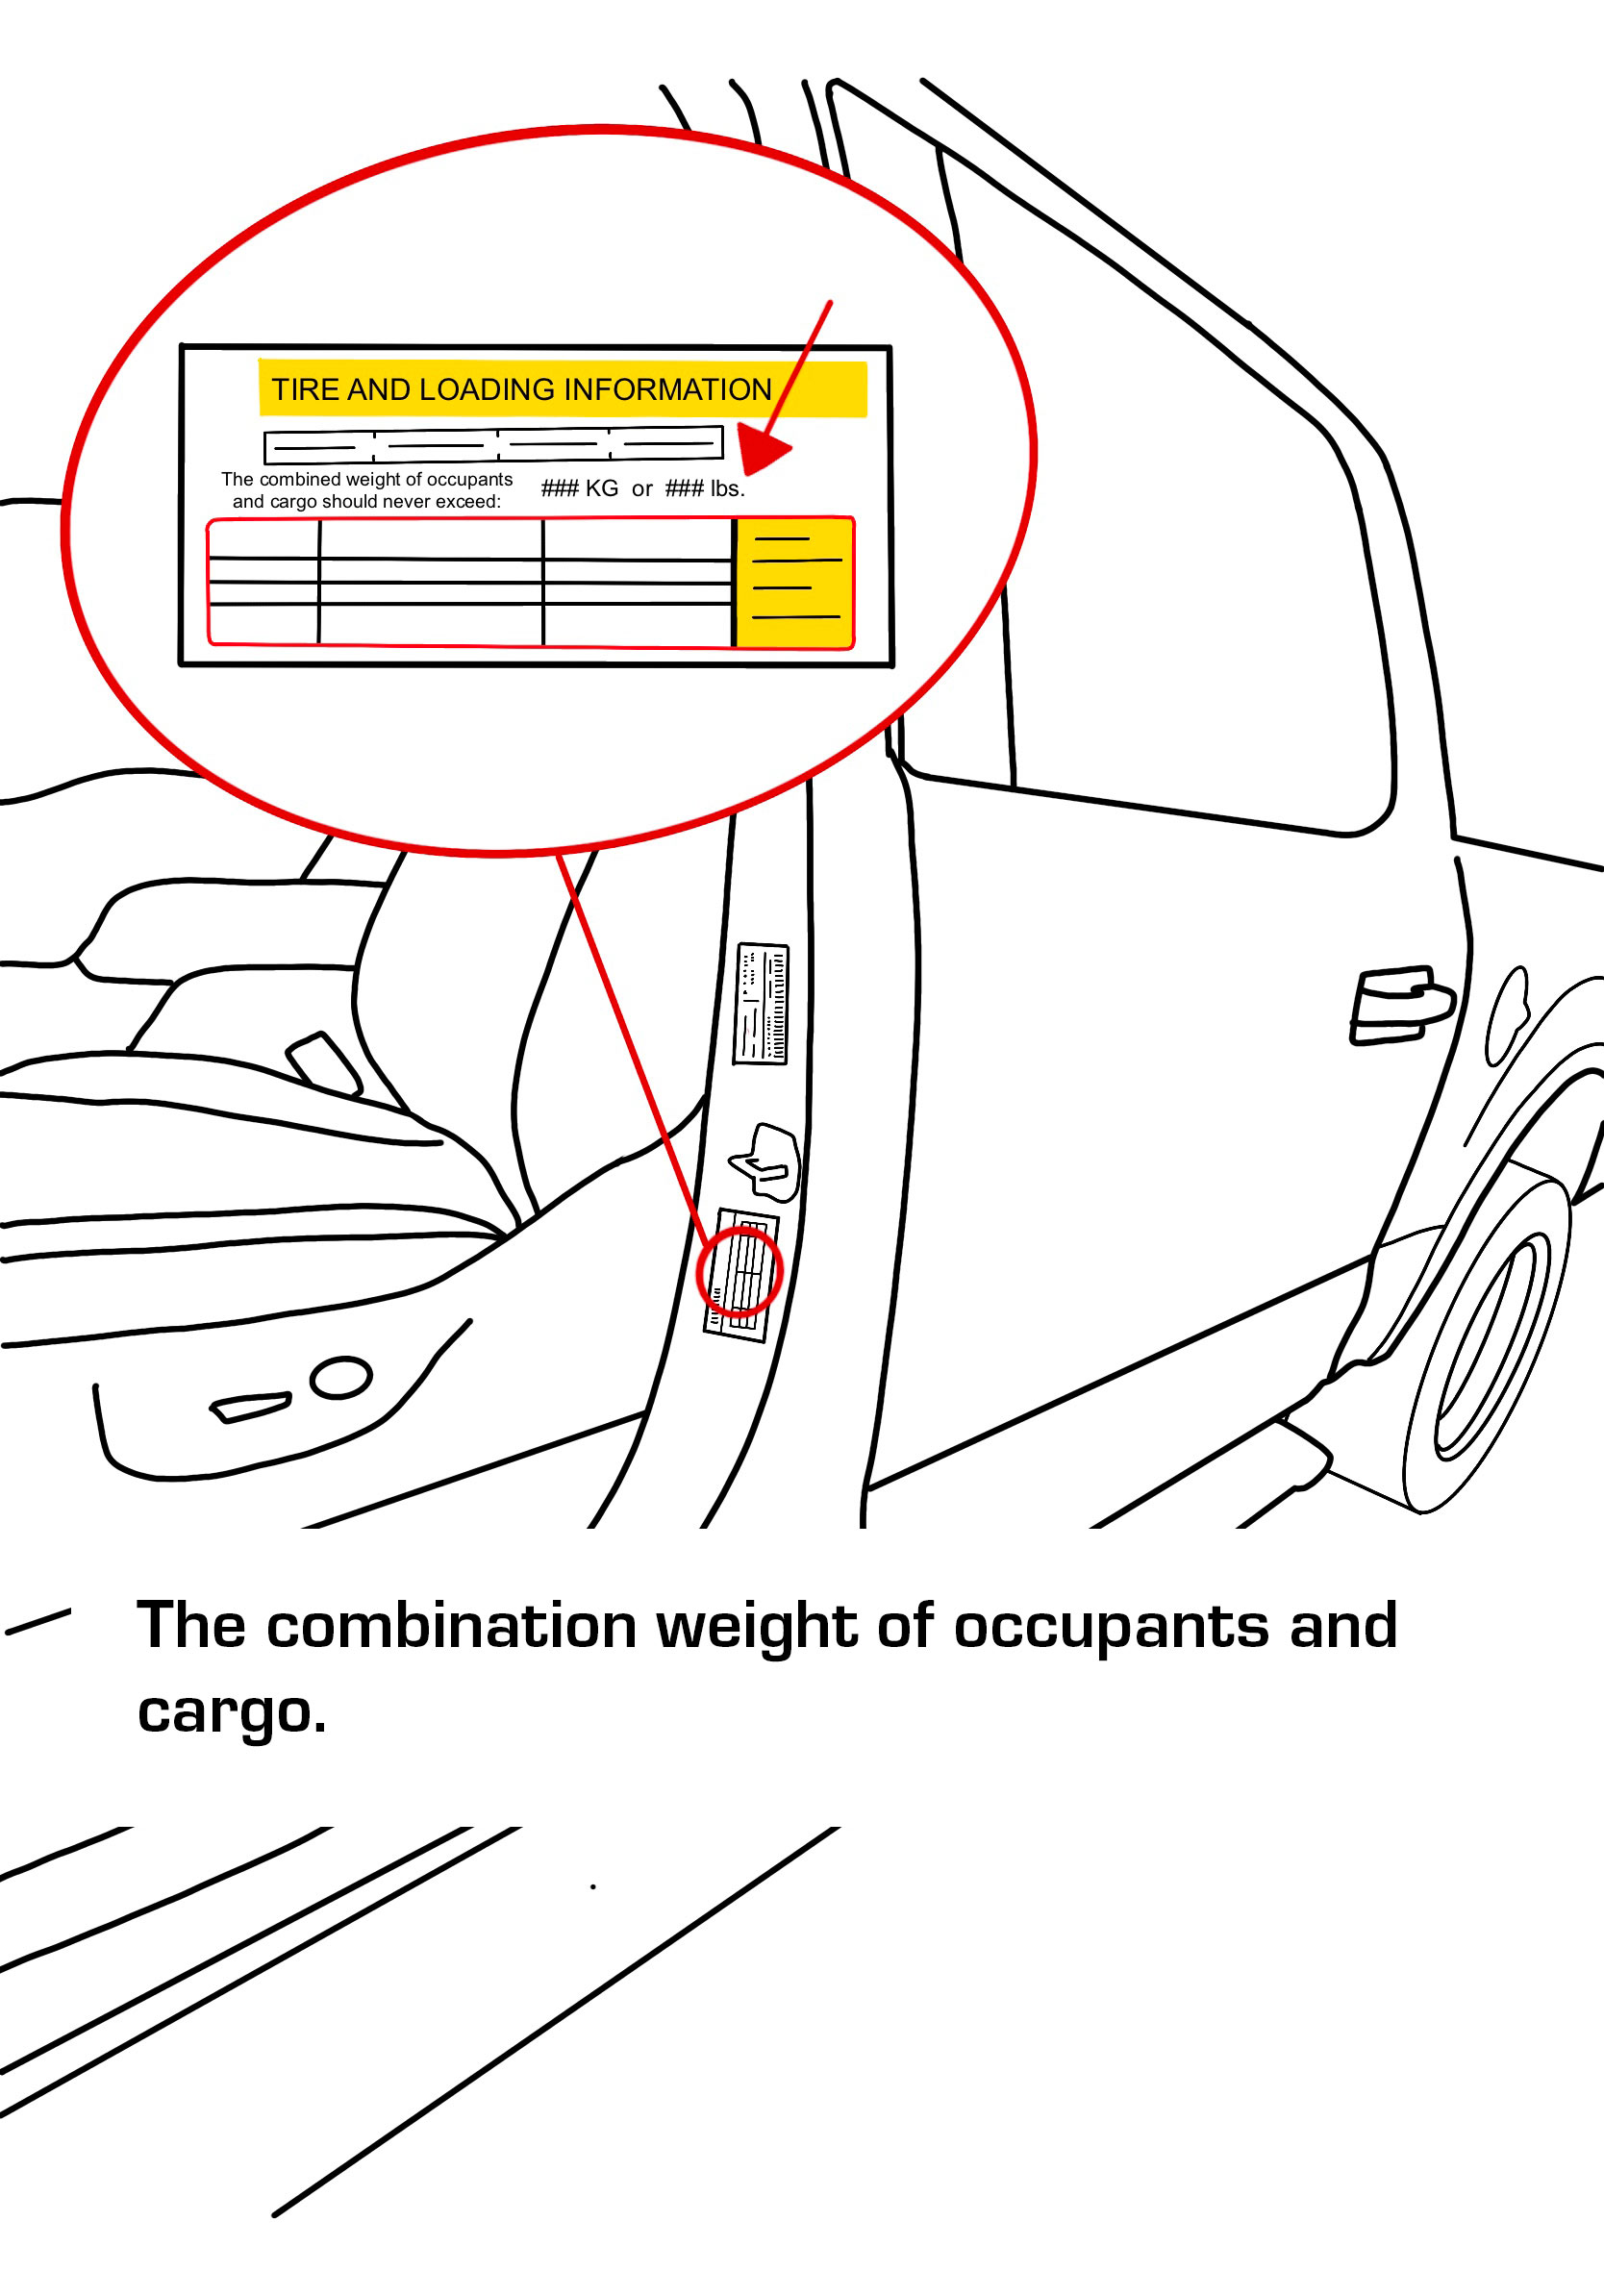 TIRE AND LOADING INFORMATION
The combined weight of occupants
and cargo should never exceed:
### KG or ### lbs.
The combination weight of occupants and
cargo.